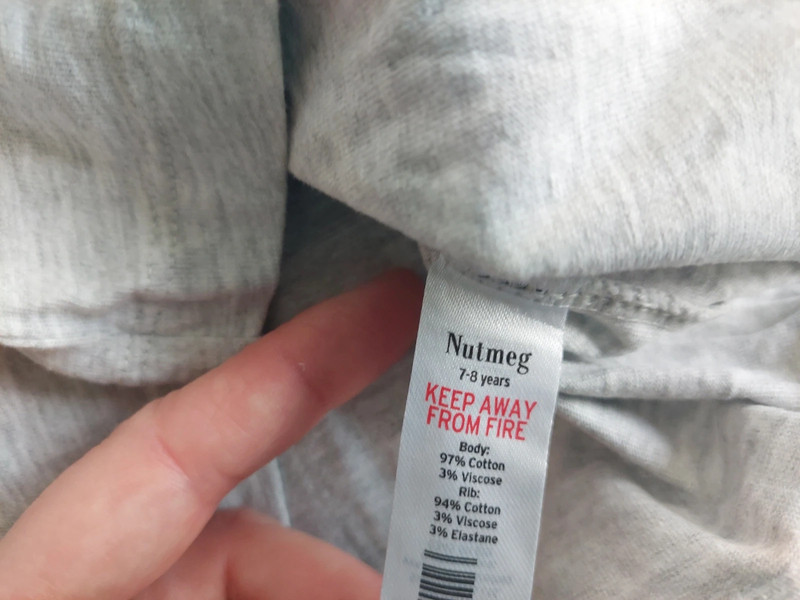 Nutmeg
7-8 years
KEEP AWAY
FROM FIRE
Body:
97% Cotton
3% Viscose
Rib:
94% Cotton
3% Viscose
3% Elastane